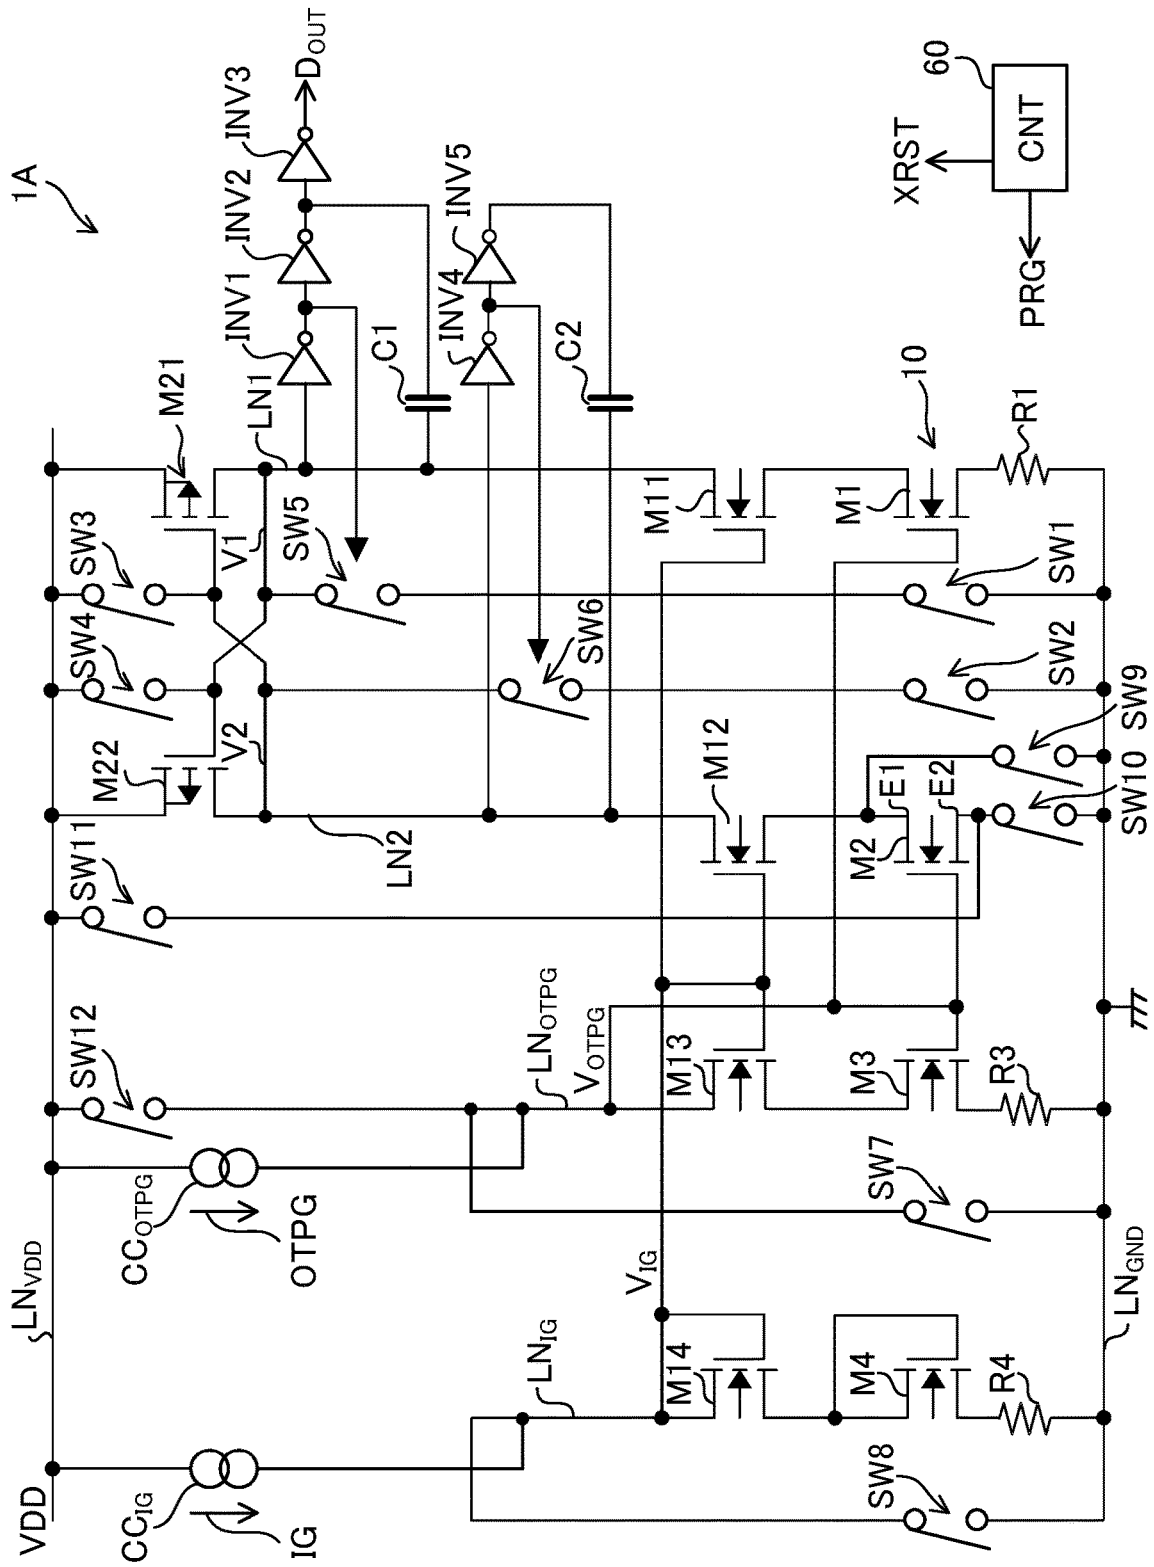 1A
VDD
LNVDD
CCIG
IG
CCOTPG
OTPG
SW12
SW11
M22
SW4
SW3
M21
V2
V1
LN1
LN2
SW5
SW6
INV1
INV2
INV3
DOUT
INV4
INV5
C1
C2
LNIG
VIG
LNOTPG
VOTPG
M14
M13
M12
M11
10
M4
M3
M2
E1
E2
M1
R4
R3
R1
SW8
SW7
SW10
SW9
SW2
SW1
LNGND
PRG
XRST
CNT
60